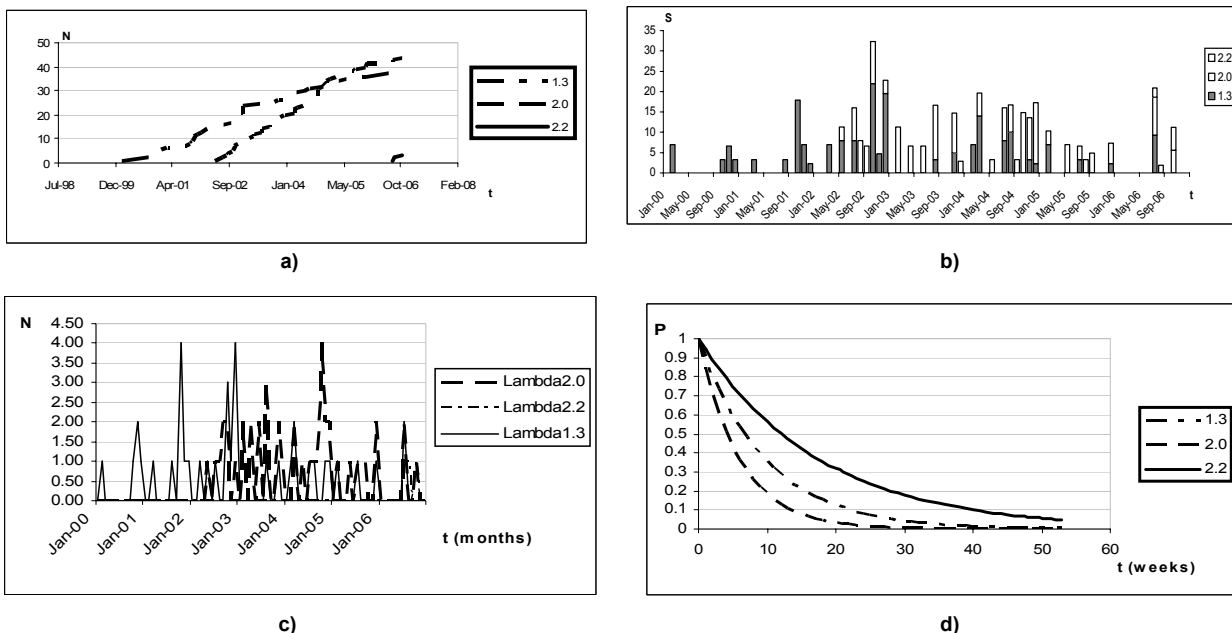 N
50
40
30
20
10
0
Jul-98 Dec-99 Apr-01 Sep-02 Jan-04 May-05 Oct-06 Feb-08
t
1.3
2.0
2.2
a)
S
35
30
25
20
15
10
5
0
Jan-00 May-00 Sep-00 Jan-01 May-01 Sep-01 Jan-02 May-02 Sep-02 Jan-03 May-03 Sep-03 Jan-04 May-04 Sep-04 Jan-05 May-05 Sep-05 Jan-06 May-06 Sep-06
t
2.2
2.0
1.3
b)
N
4.50
4.00
3.50
3.00
2.50
2.00
1.50
1.00
0.50
0.00
Jan-00 Jan-01 Jan-02 Jan-03 Jan-04 Jan-05 Jan-06
t (months)
Lambda2.0
Lambda2.2
Lambda1.3
c)
P
1
0.9
0.8
0.7
0.6
0.5
0.4
0.3
0.2
0.1
0
0 10 20 30 40 50 60
t (weeks)
1.3
2.0
2.2
d)